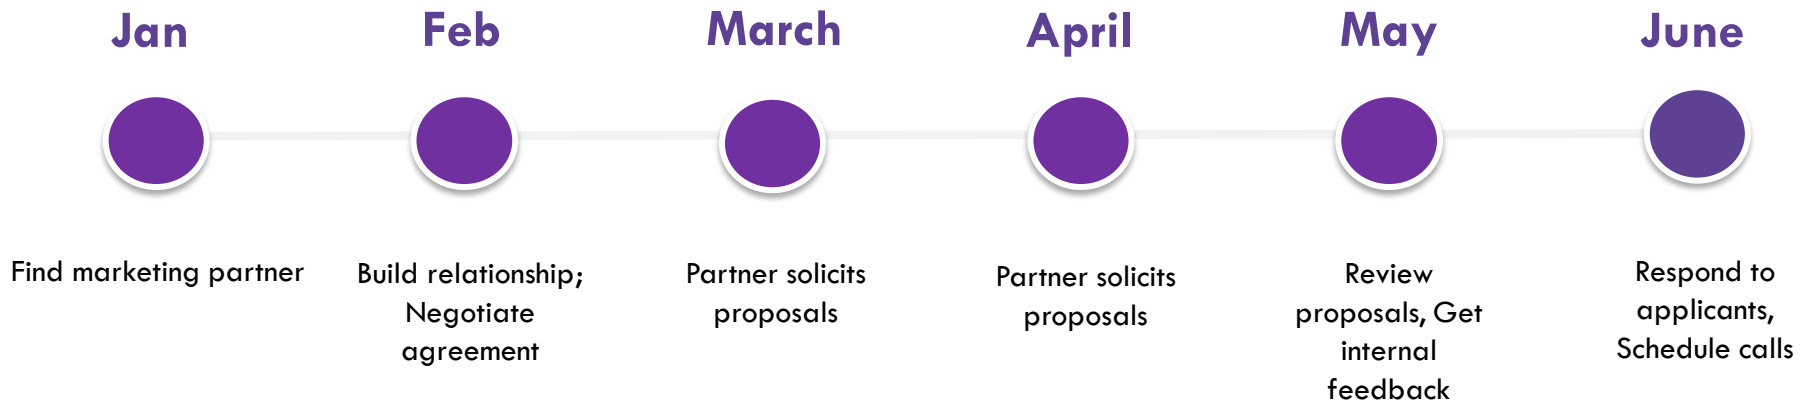 Jan
Feb
March
April
May
June
Find marketing partner
Build relationship;
Negotiate
agreement
Partner solicits
proposals
Partner solicits
proposals
Review
proposals, Get
internal
feedback
Respond to
applicants,
Schedule calls